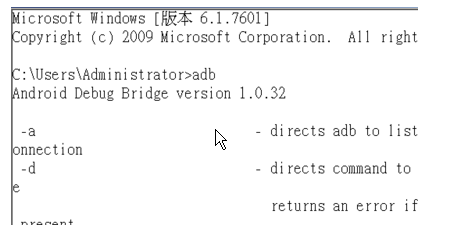 Microsoft Windows [版本 6.1.7601]
Copyright (c) 2009 Microsoft Corporation.  All right
C:\Users\Administrator>adb
Android Debug Bridge version 1.0.32
-a - directs adb to list
onnection
-d - directs command to
e
returns an error if
present